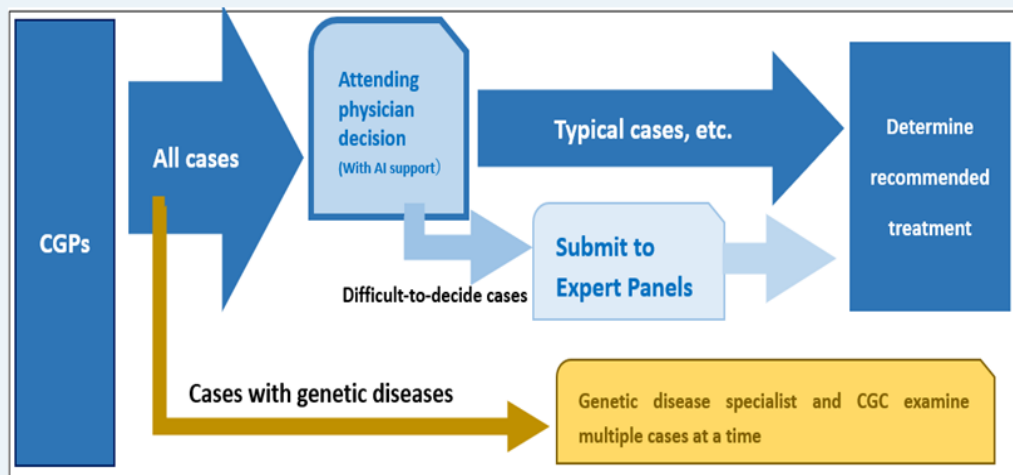 CGPs
All cases
Attending
physician
decision
(With AI support)
Typical cases, etc.
Determine
recommended
treatment
Difficult-to-decide cases
Submit to
Expert Panels
Cases with genetic diseases
Genetic disease specialist and CGC examine
multiple cases at a time